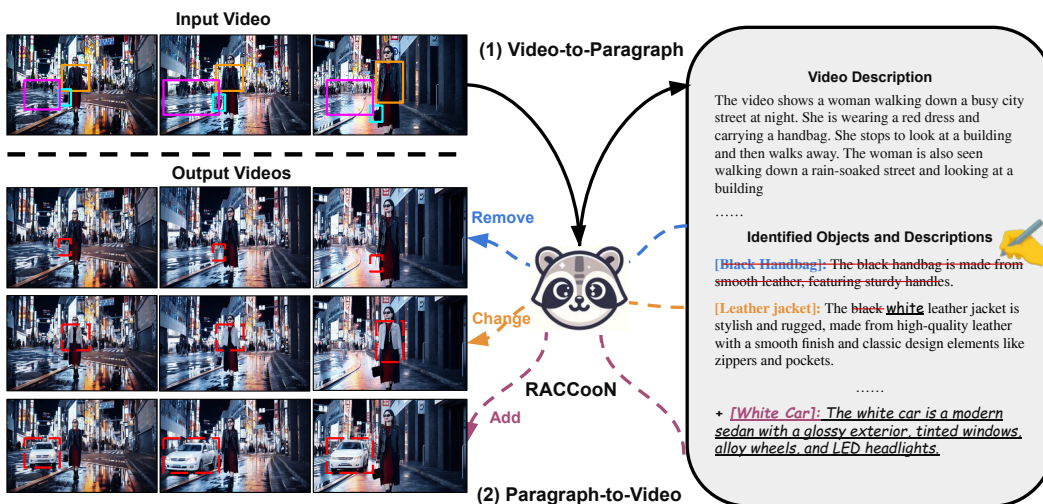 Input Video
(1) Video-to-Paragraph
Output Videos
Remove
Change
Add
RACCooN
(2) Paragraph-to-Video
Video Description
The video shows a woman walking down a busy city
street at night. She is wearing a red dress and
carrying a handbag. She stops to look at a building
and then walks away. The woman is also seen
walking down a rain-soaked street and looking at a
building
......
Identified Objects and Descriptions
[Black Handbag]: The black handbag is made from
smooth leather, featuring sturdy handles.
[Leather jacket]: The black white leather jacket is
stylish and rugged, made from high-quality leather
with a smooth finish and classic design elements like
zippers and pockets.
......
+ [White Car]: The white car is a modern
sedan with a glossy exterior, tinted windows,
alloy wheels, and LED headlights.